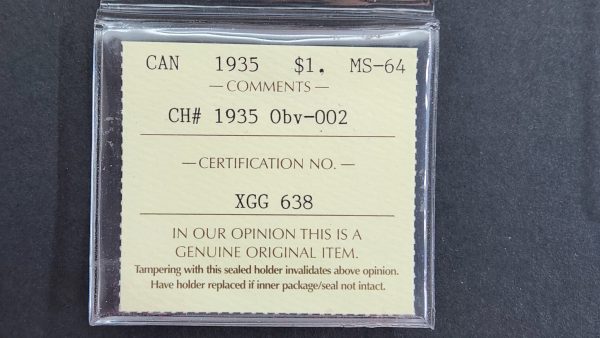 CAN 1935 $1. MS-64
— COMMENTS —
CH# 1935 Obv-002
— CERTIFICATION NO. —
XGG 638
IN OUR OPINION THIS IS A
GENUINE ORIGINAL ITEM.
Tampering with this sealed holder invalidates above opinion.
Have holder replaced if inner package/seal not intact.